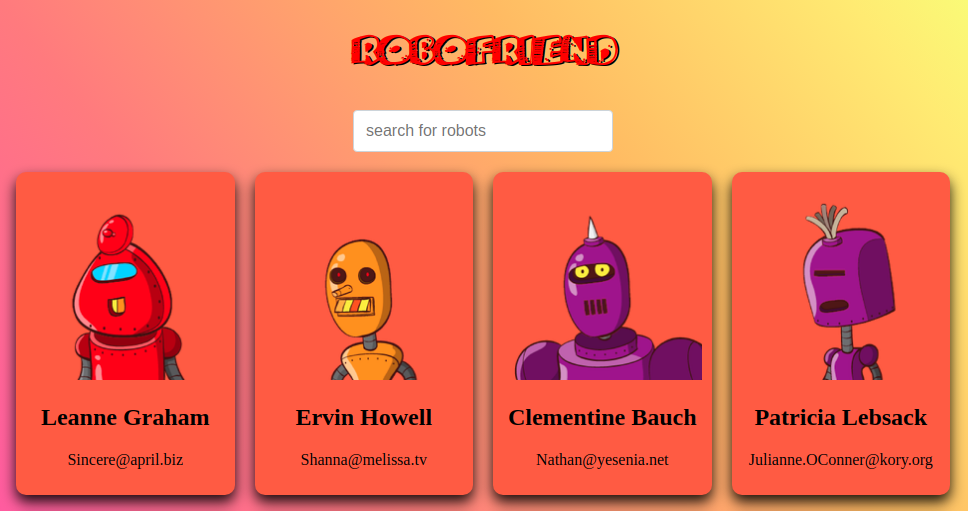 ROBOFRIEND
search for robots
Leanne Graham
Sincere@april.biz
Ervin Howell
Shanna@melissa.tv
Clementine Bauch
Nathan@yesenia.net
Patricia Lebsack
Julianne.OConner@kory.org